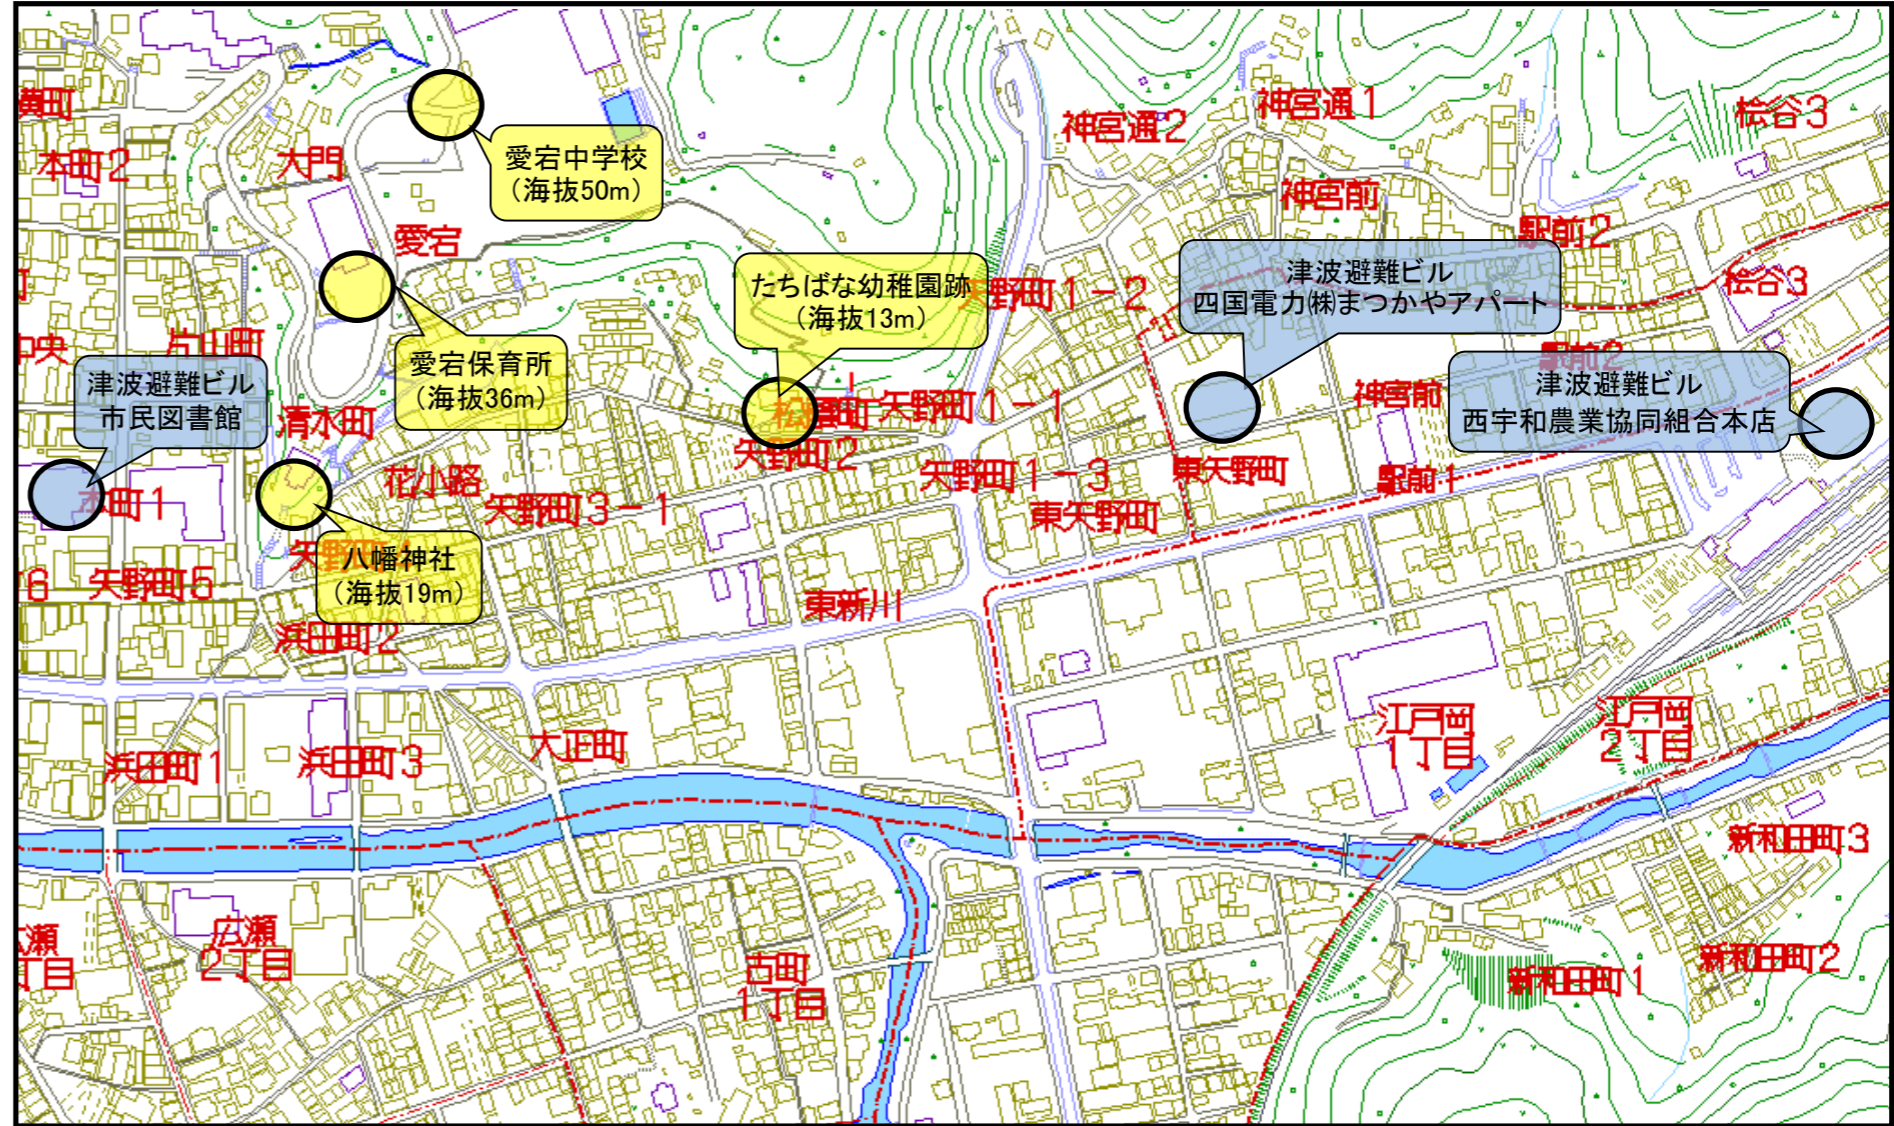 横町
本町2
大門
愛宕中学校
（海抜50m）
神宮通2
神宮通1
桧谷3
神宮前
愛宕
駅前2
たちばな幼稚園跡
（海抜13m）
矢野町1-2
津波避難ビル
四国電力㈱まつかやアパート
桧谷3
中央
片山町
愛宕保育所
（海抜36m）
駅前2
津波避難ビル
市民図書館
清水町
矢野町1-1
神宮前
津波避難ビル
西宇和農業協同組合本店
矢野町2
花小路
矢野町1-3
東矢野町
駅前1
本町1
矢野町3-1
東矢野町
八幡神社
（海抜19m）
6
矢野町5
東新川
浜田町2
浜田町1
浜田町3
大正町
江戸岡
1丁目
江戸岡
2丁目
新和田町3
広瀬
2丁目
古町
1丁目
新和田町1
新和田町2